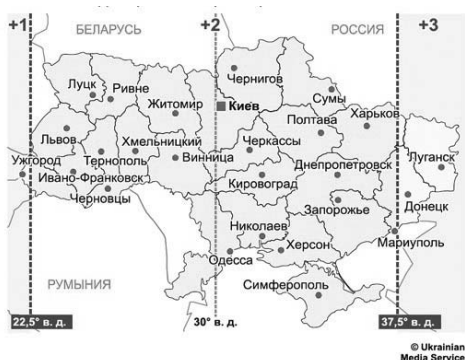 +1
БЕЛАРУСЬ
+2
РОССИЯ
+3
Чернигов
Луцк
Ривне
Житомир
Киев
Сумы
Харьков
Полтава
Львов
Ужгород
Тернополь
Хмельницкий
Винница
Черкассы
Луганск
Ивано-Франковск
Днепропетровск
Кировоград
Черновцы
Запорожье
Донецк
Николаев
Херсон
Мариуполь
Одесса
РУМЫНИЯ
Симферополь
22,5° в. д.
30° в. д.
37,5° в. д.
© Ukrainian
Media Service